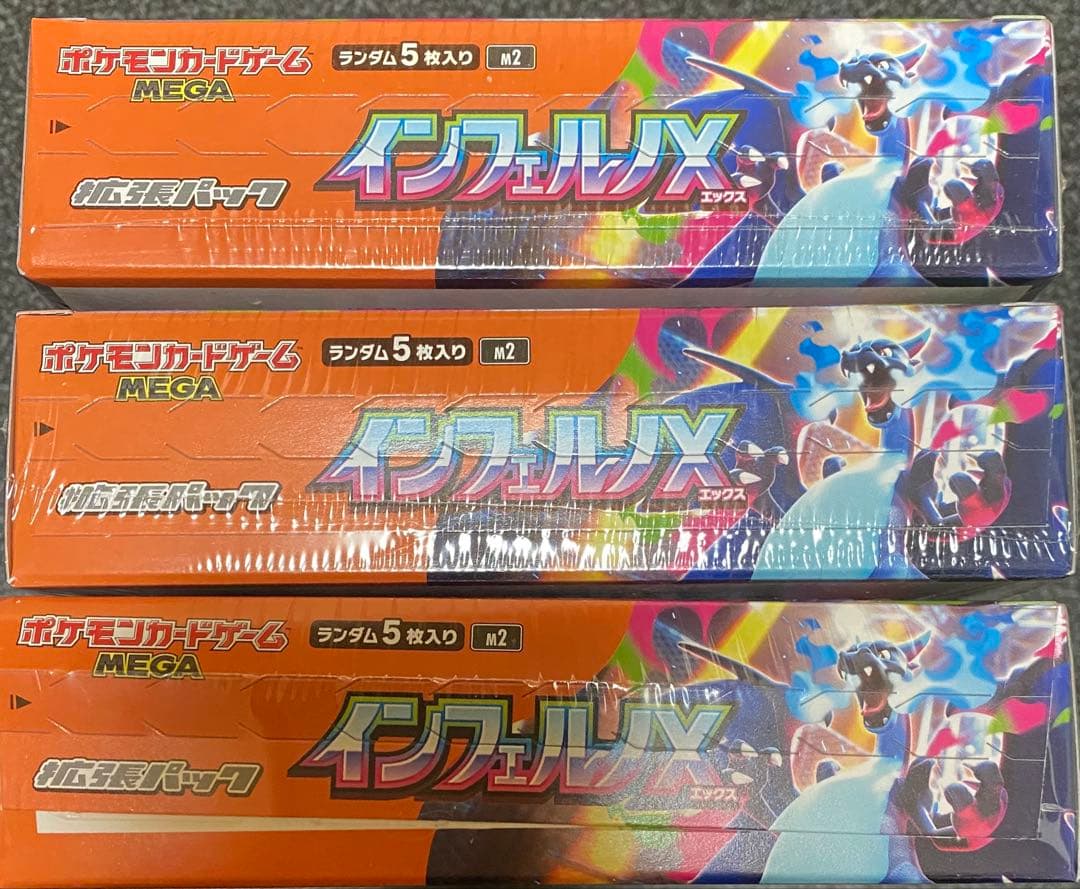 ポケモンカードゲーム
MEGA
ランダム5枚入り M2
インフェルノX
エックス
拡張パック
ポケモンカードゲーム
MEGA
ランダム5枚入り M2
インフェルノX
エックス
拡張パック
ポケモンカードゲーム
MEGA
ランダム5枚入り M2
インフェルノX
エックス
拡張パック